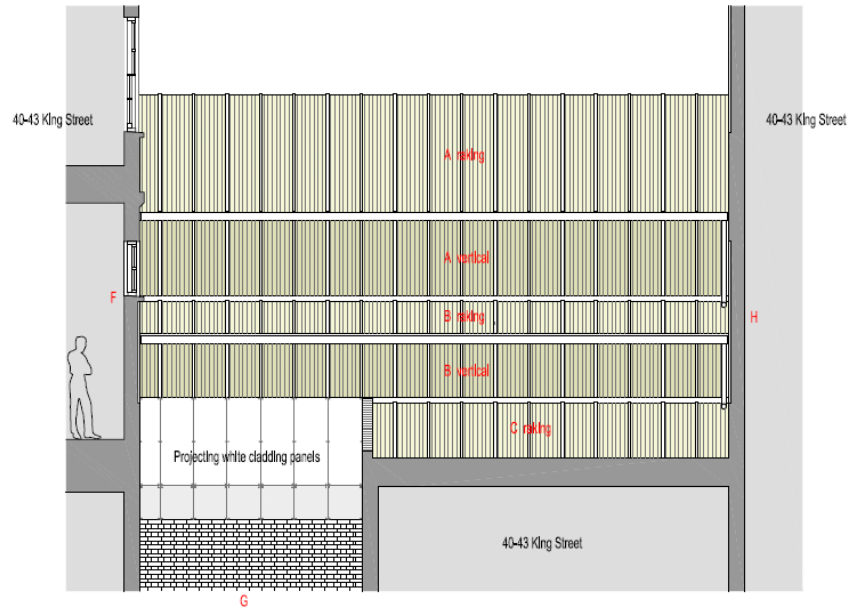 40-43 King Street
40-43 King Street
A raking
A vertical
F
B raking
H
B vertical
C raking
Projecting white cladding panels
40-43 King Street
G